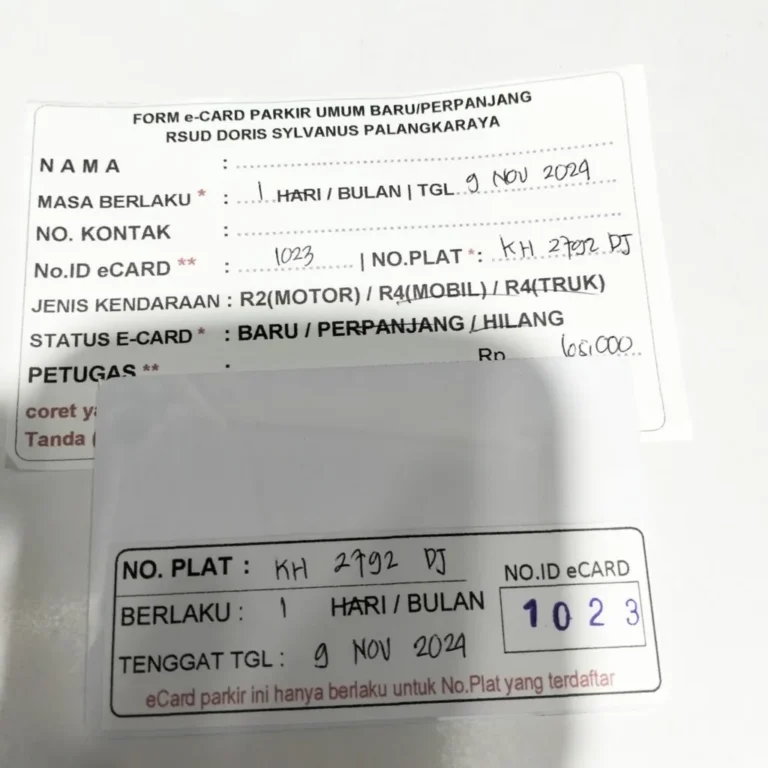 FORM e-CARD PARKIR UMUM BARU/PERPANJANG
RSUD DORIS SYLVANUS PALANGKARAYA
NAMA :
MASA BERLAKU * : 1 HARI / BULAN | TGL. 9 NOV 2024
NO. KONTAK :
No.ID eCARD ** : 1023 | NO.PLAT *: KH 2792 DJ
JENIS KENDARAAN : R2(MOTOR) / R4(MOBIL) / R4(TRUK)
STATUS E-CARD * : BARU / PERPANJANG / HILANG
PETUGAS ** : Rp
coret
Tanda (
NO. PLAT : KH 2792 DJ
NO.ID eCARD
BERLAKU : 1 HARI / BULAN
1023
TENGGAT TGL : 9 NOV 2024
eCard parkir ini hanya berlaku untuk No.Plat yang terdaftar